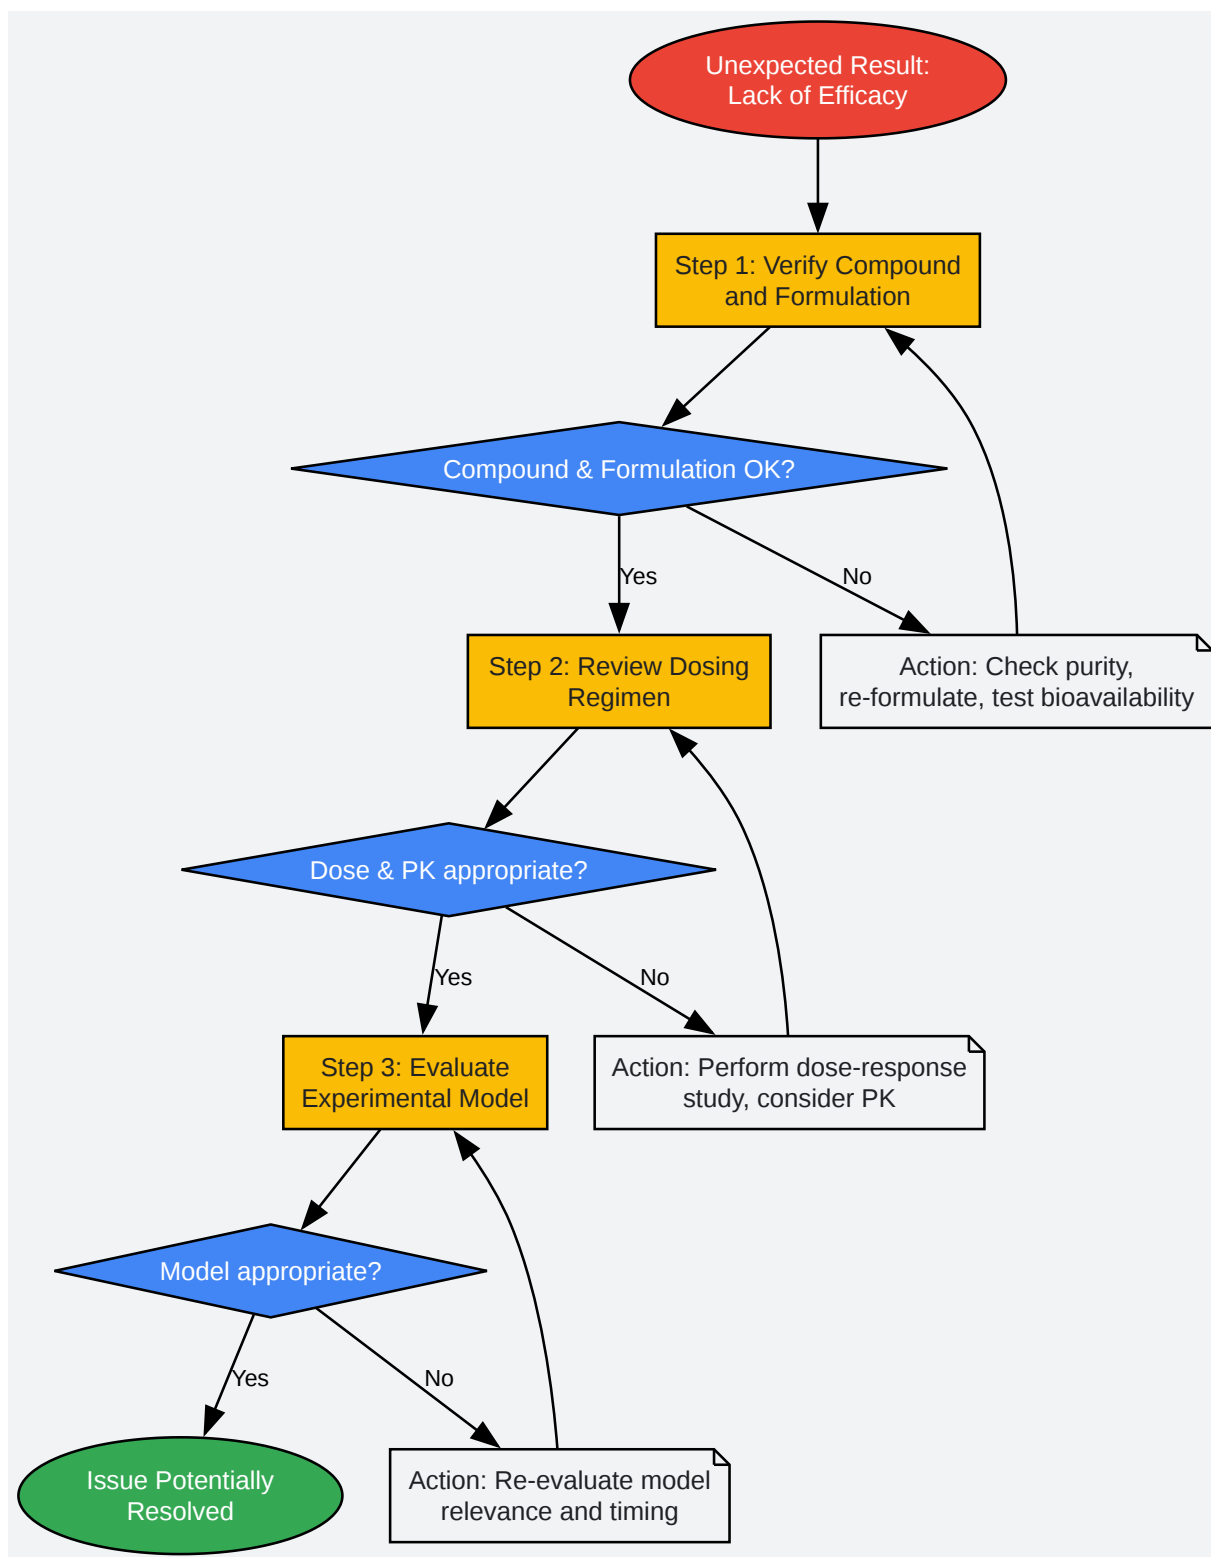 Unexpected Result:
Lack of Efficacy
Step 1: Verify Compound
and Formulation
Compound & Formulation OK?
Yes
No
Step 2: Review Dosing
Regimen
Action: Check purity,
re-formulate, test bioavailability
Dose & PK appropriate?
Yes
No
Step 3: Evaluate
Experimental Model
Action: Perform dose-response
study, consider PK
Model appropriate?
Yes
No
Issue Potentially
Resolved
Action: Re-evaluate model
relevance and timing